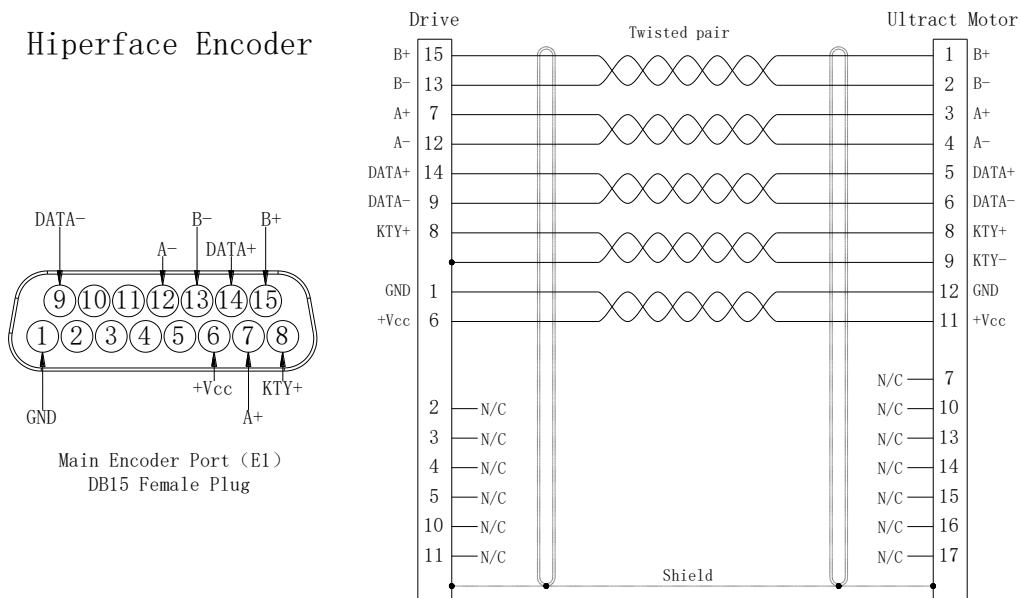 Hiperface Encoder
DATA-
B-
B+
A-
DATA+
9 10 11 12 13 14 15
1 2 3 4 5 6 7 8
+Vcc
KTY+
GND
A+
Main Encoder Port (E1)
DB15 Female Plug
Drive
Twisted pair
Ultract Motor
B+ 15 1 B+
B- 13 2 B-
A+ 7 3 A+
A- 12 4 A-
DATA+ 14 5 DATA+
DATA- 9 6 DATA-
KTY+ 8 8 KTY+
9 KTY-
GND 1 12 GND
+Vcc 6 11 +Vcc
N/C 7
2 N/C N/C 10
3 N/C N/C 13
4 N/C N/C 14
5 N/C N/C 15
10 N/C N/C 16
11 N/C N/C 17
Shield